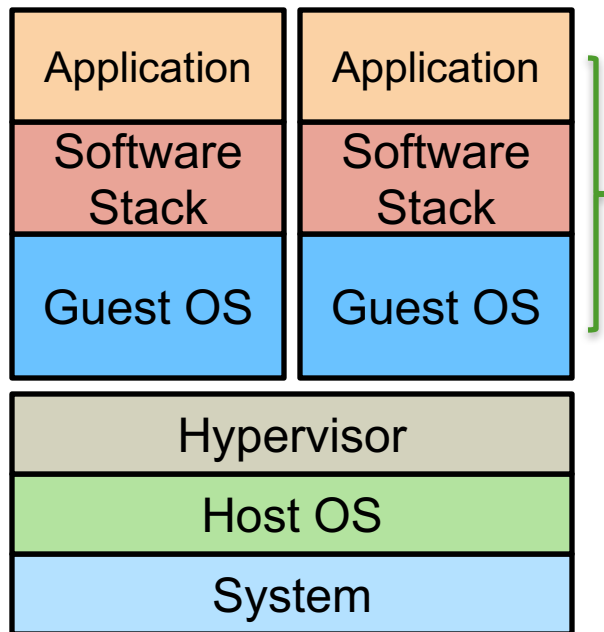 Application
Application
Software
Stack
Software
Stack
Guest OS
Guest OS
Hypervisor
Host OS
System